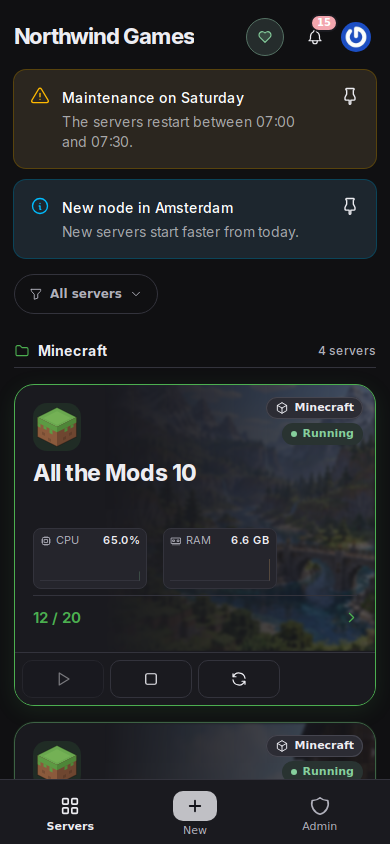 Northwind Games
15
Maintenance on Saturday
The servers restart between 07:00
and 07:30.
New node in Amsterdam
New servers start faster from today.
All servers
Minecraft
4 servers
Minecraft
Running
All the Mods 10
CPU 65.0%
RAM 6.6 GB
12 / 20
Minecraft
Running
Servers
New
Admin